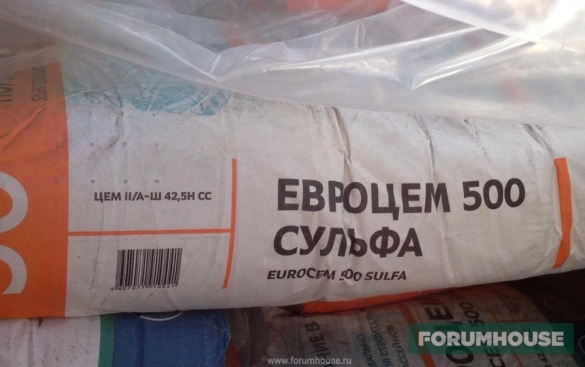 ЦЕМ II/А-Ш 42,5Н СС
ЕВРОЦЕМ 500
СУЛЬФА
EUROCEM 500 SULFA
FORUMHOUSE
www.forumhouse.ru